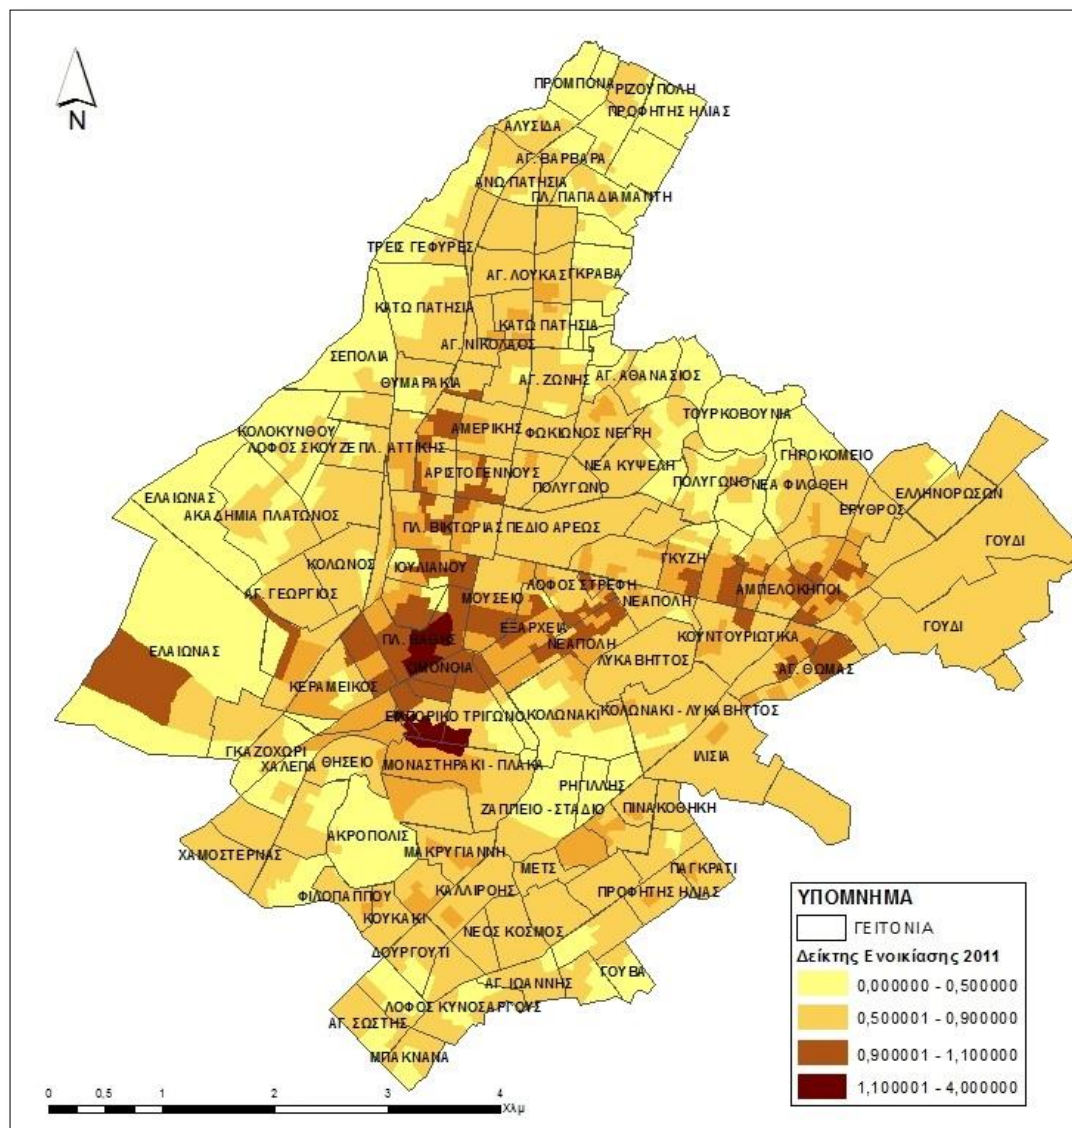 N
ΠΡΟΜΠΟΝΑ
ΡΙΖΟΥΠΟΛΗ
ΠΡΟΦΗΤΗΣ ΗΛΙΑΣ
ΑΛΥΣΙΔΑ
ΑΓ. ΒΑΡΒΑΡΑ
ΑΝΩ ΠΑΤΗΣΙΑ
ΠΛ. ΠΑΠΑΔΙΑΜΑΝΤΗ
ΤΡΕΙΣ ΓΕΦΥΡΕΣ
ΑΓ. ΛΟΥΚΑΣ
ΓΚΡΑΒΑ
ΚΑΤΩ ΠΑΤΗΣΙΑ
ΚΑΤΩ ΠΑΤΗΣΙΑ
ΑΓ. ΝΙΚΟΛΑΟΣ
ΣΕΠΟΛΙΑ
ΘΥΜΑΡΑΚΙΑ
ΑΓ. ΖΩΝΗΣ
ΑΓ. ΑΘΑΝΑΣΙΟΣ
ΤΟΥΡΚΟΒΟΥΝΙΑ
ΚΟΛΟΚΥΝΘΟΥ
ΛΟΦΟΣ ΣΚΟΥΖΕ
ΠΛ. ΑΤΤΙΚΗΣ
ΑΜΕΡΙΚΗΣ
ΦΩΚΙΩΝΟΣ ΝΕΓΡΗ
ΓΗΡΟΚΟΜΕΙΟ
ΑΡΙΣΤΟΓΕΝΝΟΥΣ
ΝΕΑ ΚΥΨΕΛΗ
ΠΟΛΥΓΩΝΟ
ΠΟΛΥΓΩΝΟ
ΝΕΑ ΦΙΛΟΘΕΗ
ΕΛΛΗΝΟΡΩΣΩΝ
ΕΡΥΘΡΟΣ
ΕΛΑΙΩΝΑΣ
ΑΚΑΔΗΜΙΑ ΠΛΑΤΩΝΟΣ
ΠΛ. ΒΙΚΤΩΡΙΑΣ
ΠΕΔΙΟ ΑΡΕΩΣ
ΓΟΥΔΙ
ΚΟΛΩΝΟΣ
ΙΟΥΛΙΑΝΟΥ
ΓΚΥΖΗ
ΑΓ. ΓΕΩΡΓΙΟΣ
ΜΟΥΣΕΙΟ
ΛΟΦΟΣ ΣΤΡΕΦΗ
ΝΕΑΠΟΛΗ
ΑΜΠΕΛΟΚΗΠΟΙ
ΓΟΥΔΙ
ΠΛ. ΒΑΘΗΣ
ΕΞΑΡΧΕΙΑ
ΝΕΑΠΟΛΗ
ΚΟΥΝΤΟΥΡΙΩΤΙΚΑ
ΕΛΑΙΩΝΑΣ
ΟΜΟΝΟΙΑ
ΛΥΚΑΒΗΤΤΟΣ
ΑΓ. ΘΩΜΑΣ
ΚΕΡΑΜΕΙΚΟΣ
ΕΜΠΟΡΙΚΟ ΤΡΙΓΩΝΟ
ΚΟΛΩΝΑΚΙ
ΚΟΛΩΝΑΚΙ - ΛΥΚΑΒΗΤΤΟΣ
ΓΚΑΖΟΧΩΡΙ
ΧΑΛΕΠΑ
ΘΗΣΕΙΟ
ΜΟΝΑΣΤΗΡΑΚΙ - ΠΛΑΚΑ
ΙΛΙΣΙΑ
ΡΗΓΙΛΛΗΣ
ΖΑΠΠΕΙΟ - ΣΤΑΔΙΟ
ΠΙΝΑΚΟΘΗΚΗ
ΑΚΡΟΠΟΛΙΣ
ΧΑΜΟΣΤΕΡΝΑΣ
ΜΑΚΡΥΓΙΑΝΝΗ
ΜΕΤΣ
ΠΑΓΚΡΑΤΙ
ΦΙΛΟΠΑΠΠΟΥ
ΚΑΛΛΙΡΟΗΣ
ΠΡΟΦΗΤΗΣ ΗΛΙΑΣ
ΚΟΥΚΑΚΙ
ΝΕΟΣ ΚΟΣΜΟΣ
ΔΟΥΡΓΟΥΤΙ
ΓΟΥΒΑ
ΑΓ. ΙΩΑΝΝΗΣ
ΛΟΦΟΣ ΚΥΝΟΣΑΡΓΟΥΣ
ΑΓ. ΣΩΣΤΗΣ
ΜΠΑΚΝΑΝΑ
ΥΠΟΜΝΗΜΑ
ΓΕΙΤΟΝΙΑ
Δείκτης Ενοικίασης 2011
0,000000 - 0,500000
0,500001 - 0,900000
0,900001 - 1,100000
1,100001 - 4,000000
0 0,5 1 2 3 4
Χλμ